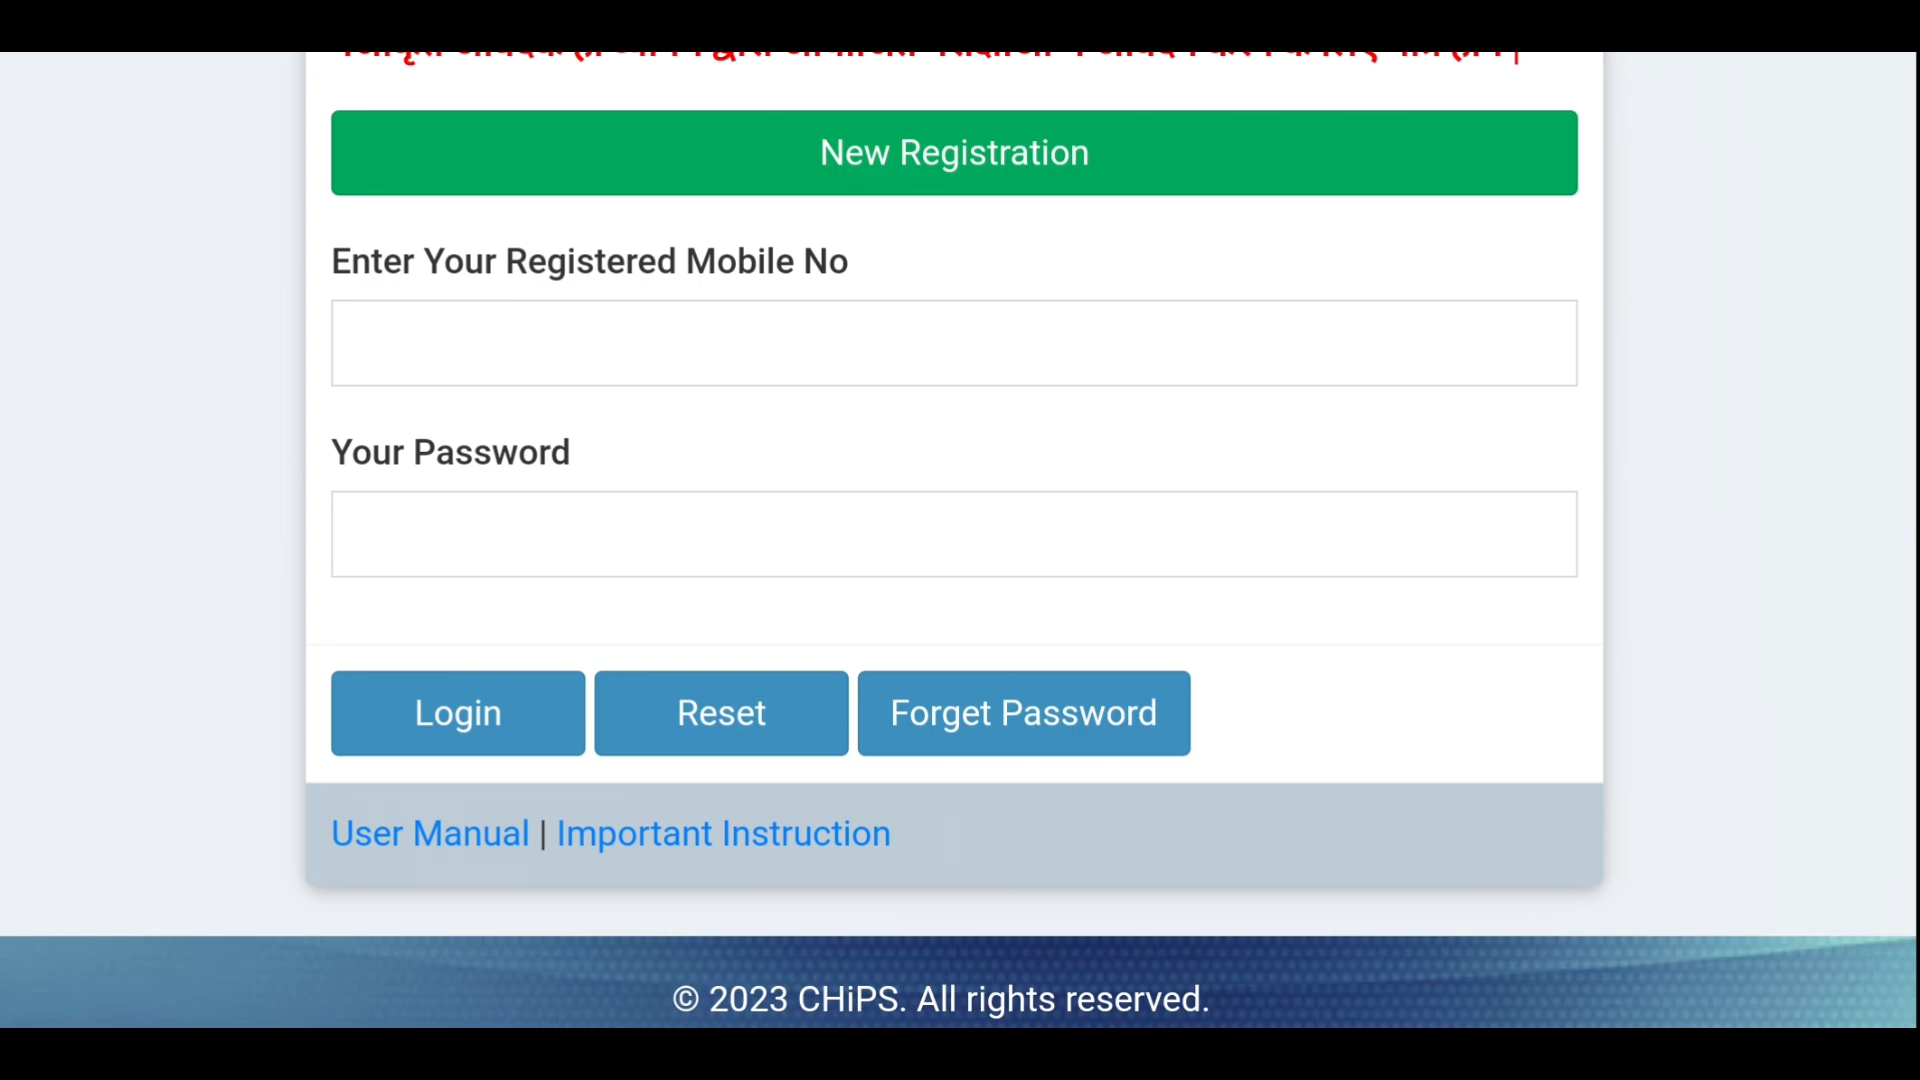 New Registration
Enter Your Registered Mobile No
Your Password
Login Reset Forget Password
User Manual | Important Instruction
© 2023 CHiPS. All rights reserved.